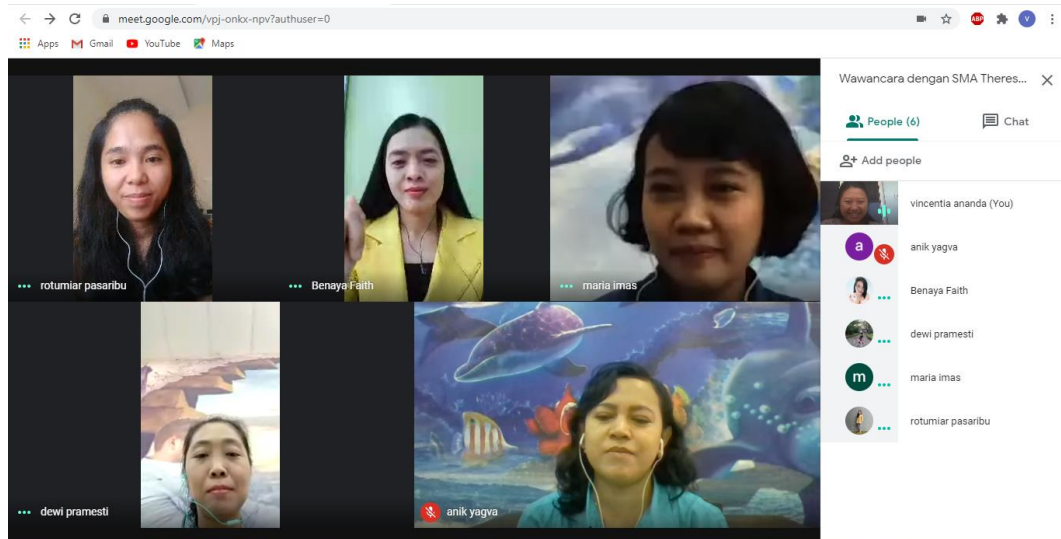 meet.google.com/vpj-onkx-npv?authuser=0
ABP
V
Apps
Gmail
YouTube
Maps
rotumiar pasaribu
Benaya Faith
maria imas
dewi pramesti
anik yagva
Wawancara dengan SMA Theres...
People (6)
Chat
Add people
vincentia ananda (You)
a
anik yagva
Benaya Faith
dewi pramesti
m
maria imas
rotumiar pasaribu